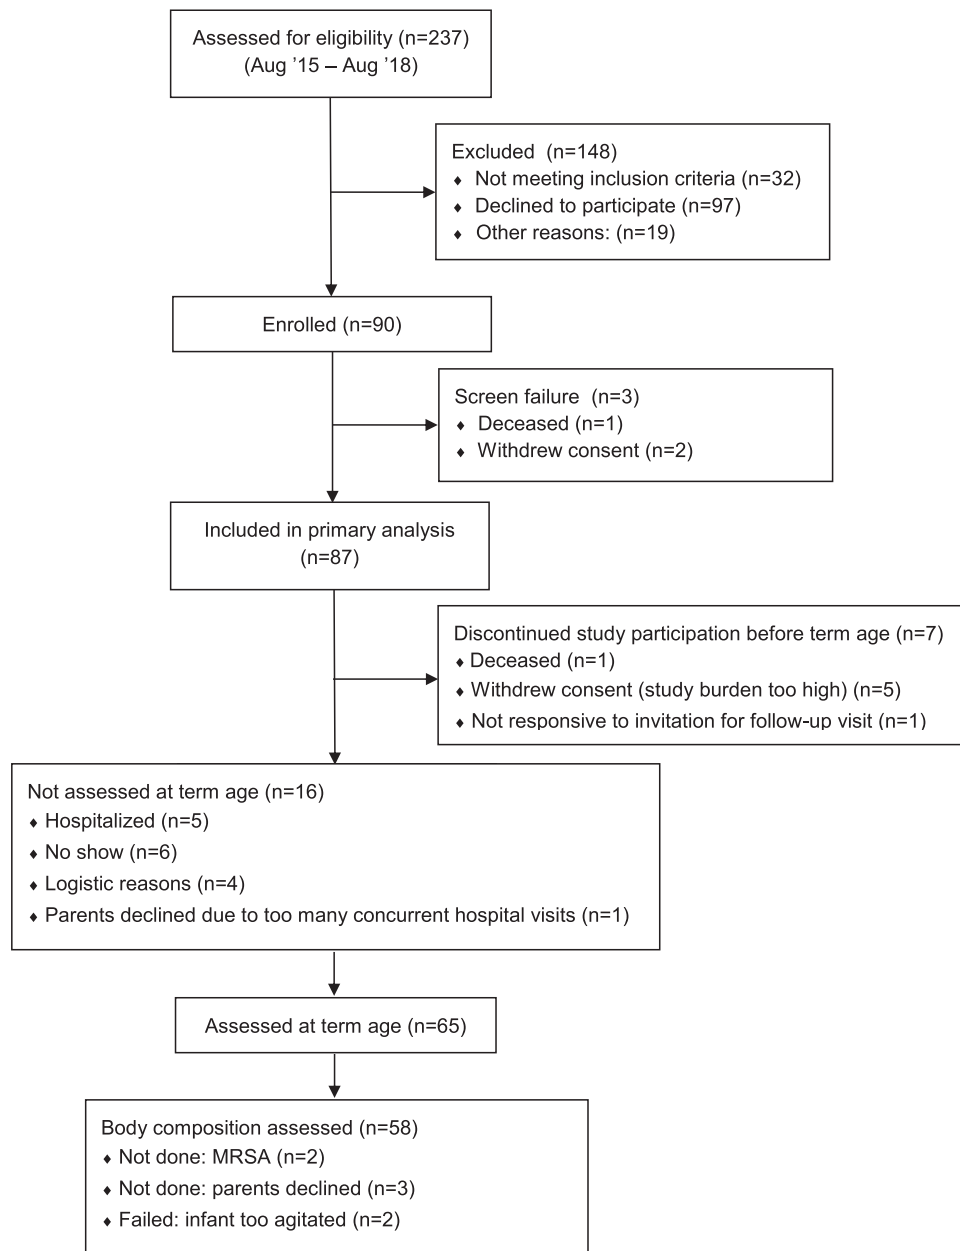 Assessed for eligibility (n=237)
(Aug ’15 – Aug ’18)
Excluded (n=148)
♦ Not meeting inclusion criteria (n=32)
♦ Declined to participate (n=97)
♦ Other reasons: (n=19)
Enrolled (n=90)
Screen failure (n=3)
♦ Deceased (n=1)
♦ Withdrew consent (n=2)
Included in primary analysis
(n=87)
Discontinued study participation before term age (n=7)
♦ Deceased (n=1)
♦ Withdrew consent (study burden too high) (n=5)
♦ Not responsive to invitation for follow-up visit (n=1)
Not assessed at term age (n=16)
♦ Hospitalized (n=5)
♦ No show (n=6)
♦ Logistic reasons (n=4)
♦ Parents declined due to too many concurrent hospital visits (n=1)
Assessed at term age (n=65)
Body composition assessed (n=58)
♦ Not done: MRSA (n=2)
♦ Not done: parents declined (n=3)
♦ Failed: infant too agitated (n=2)